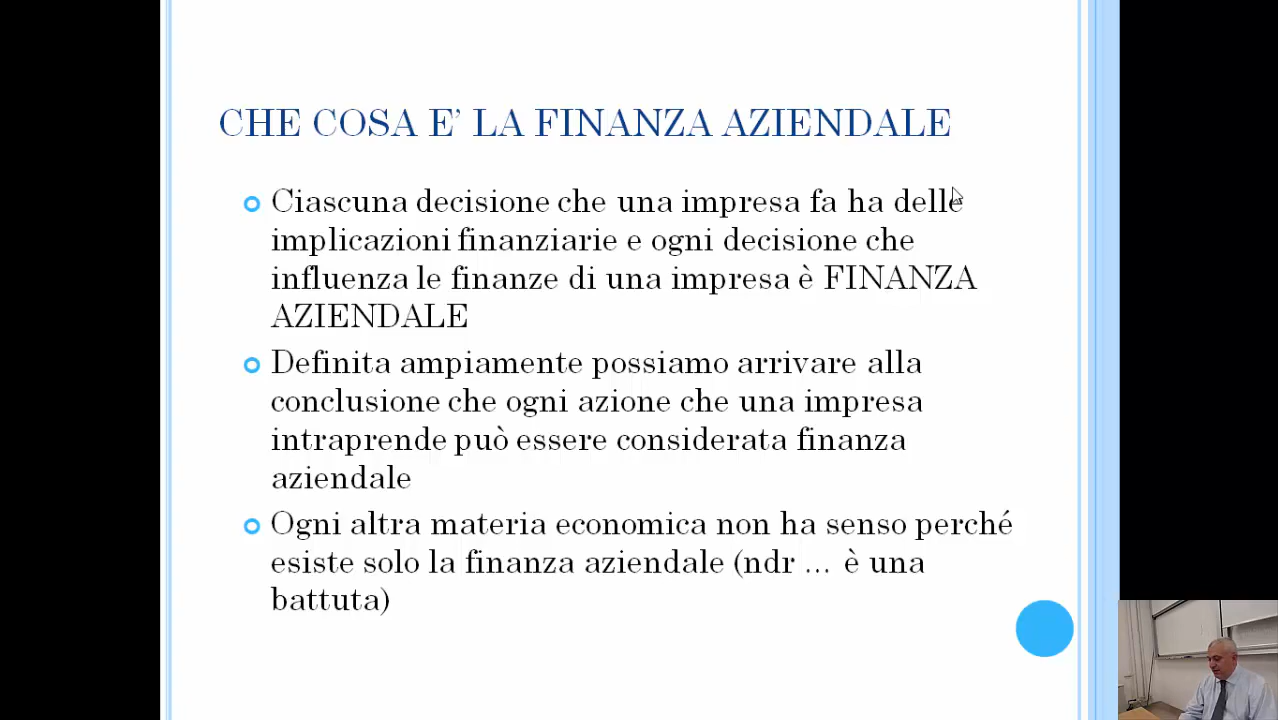 CHE COSA E’ LA FINANZA AZIENDALE
Ciascuna decisione che una impresa fa ha delle
implicazioni finanziarie e ogni decisione che
influenza le finanze di una impresa è FINANZA
AZIENDALE
Definita ampiamente possiamo arrivare alla
conclusione che ogni azione che una impresa
intraprende può essere considerata finanza
aziendale
Ogni altra materia economica non ha senso perché
esiste solo la finanza aziendale (ndr ... è una
battuta)